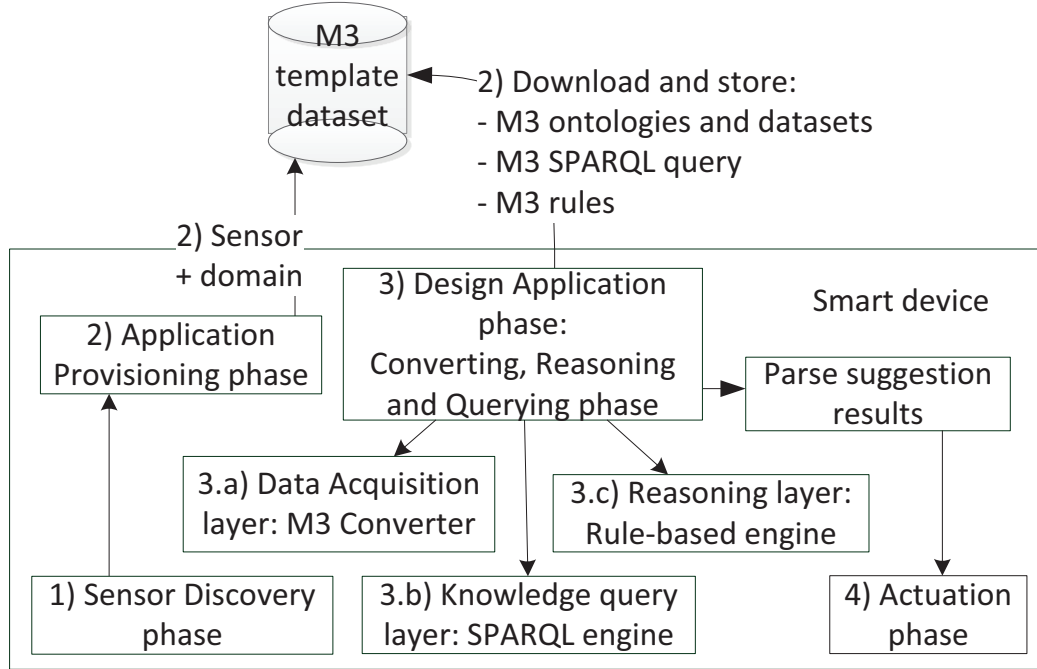 M3
template
dataset
2) Download and store:
- M3 ontologies and datasets
- M3 SPARQL query
- M3 rules
2) Sensor
+ domain
Smart device
2) Application
Provisioning phase
3) Design Application
phase:
Converting, Reasoning
and Querying phase
Parse suggestion
results
3.a) Data Acquisition
layer: M3 Converter
3.c) Reasoning layer:
Rule-based engine
1) Sensor Discovery
phase
3.b) Knowledge query
layer: SPARQL engine
4) Actuation
phase